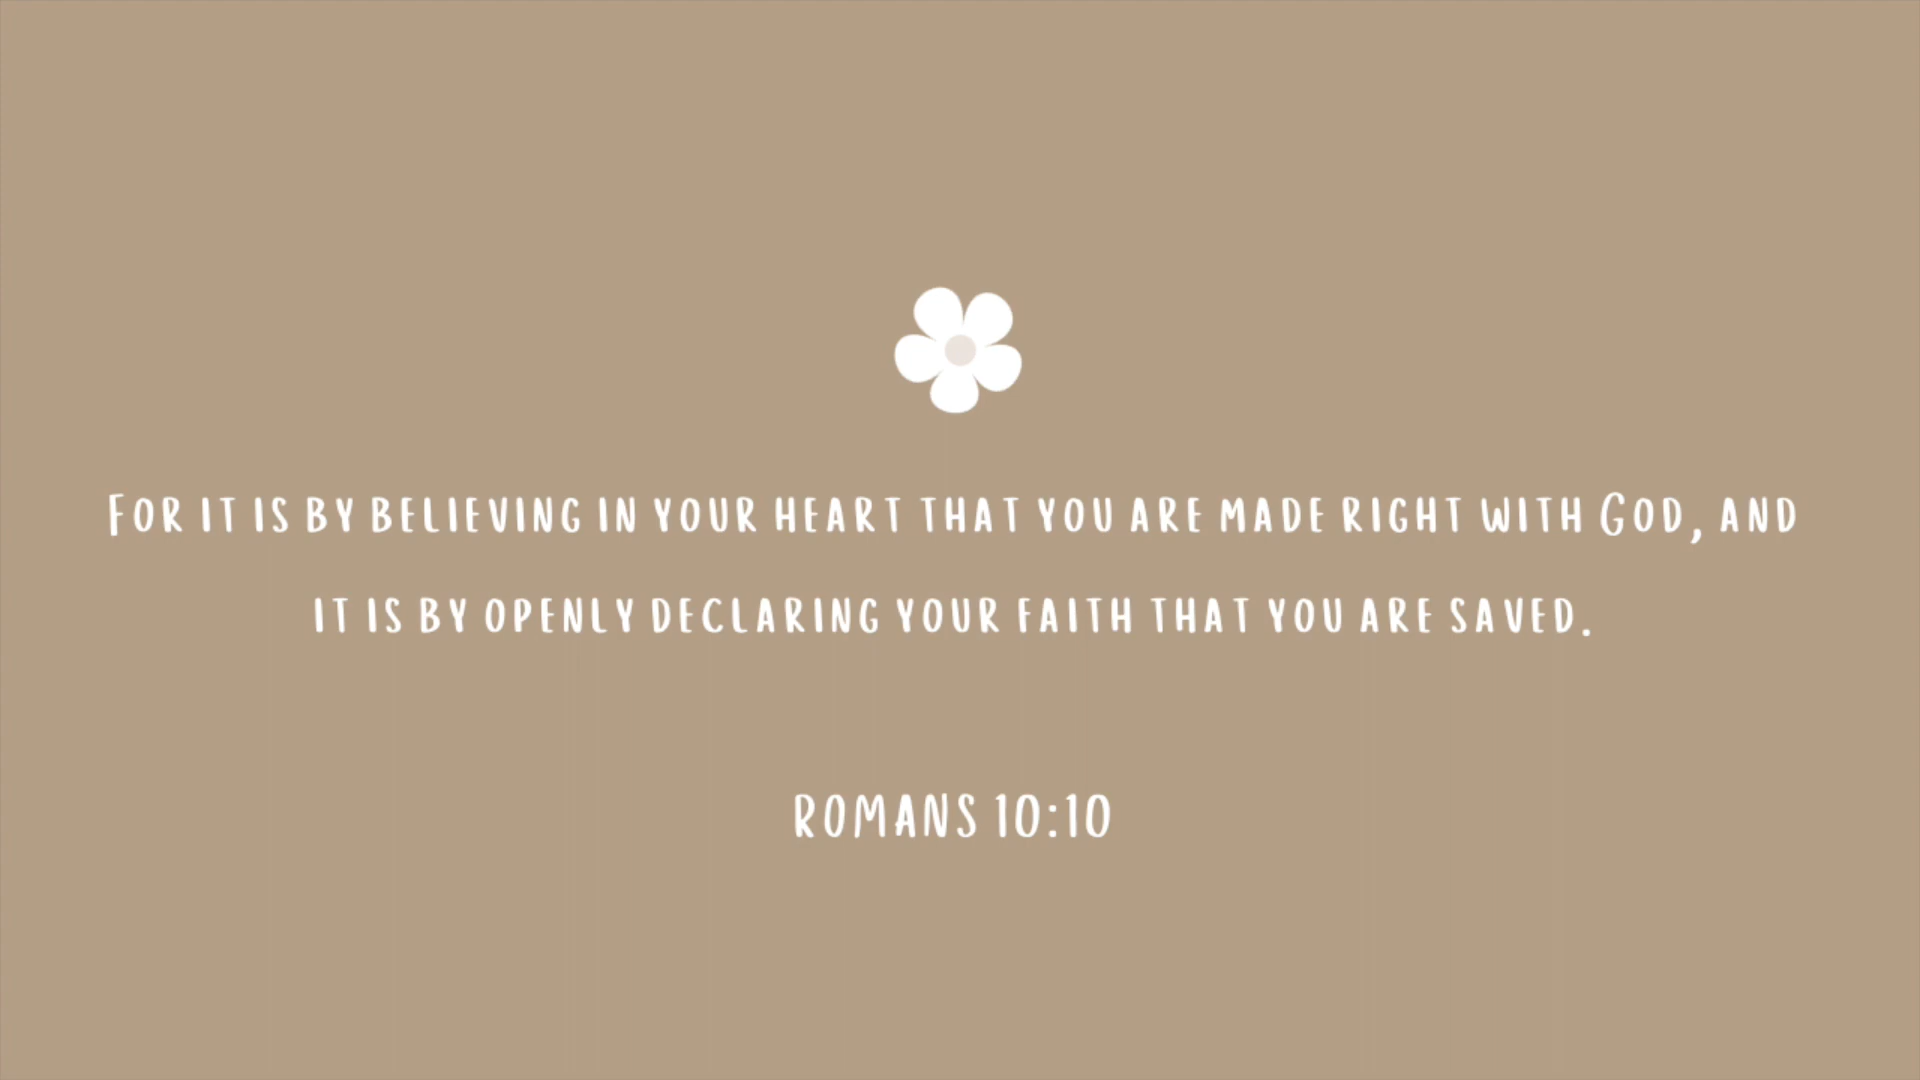 For it is by believing in your heart that you are made right with God, and
it is by openly declaring your faith that you are saved.
Romans 10:10